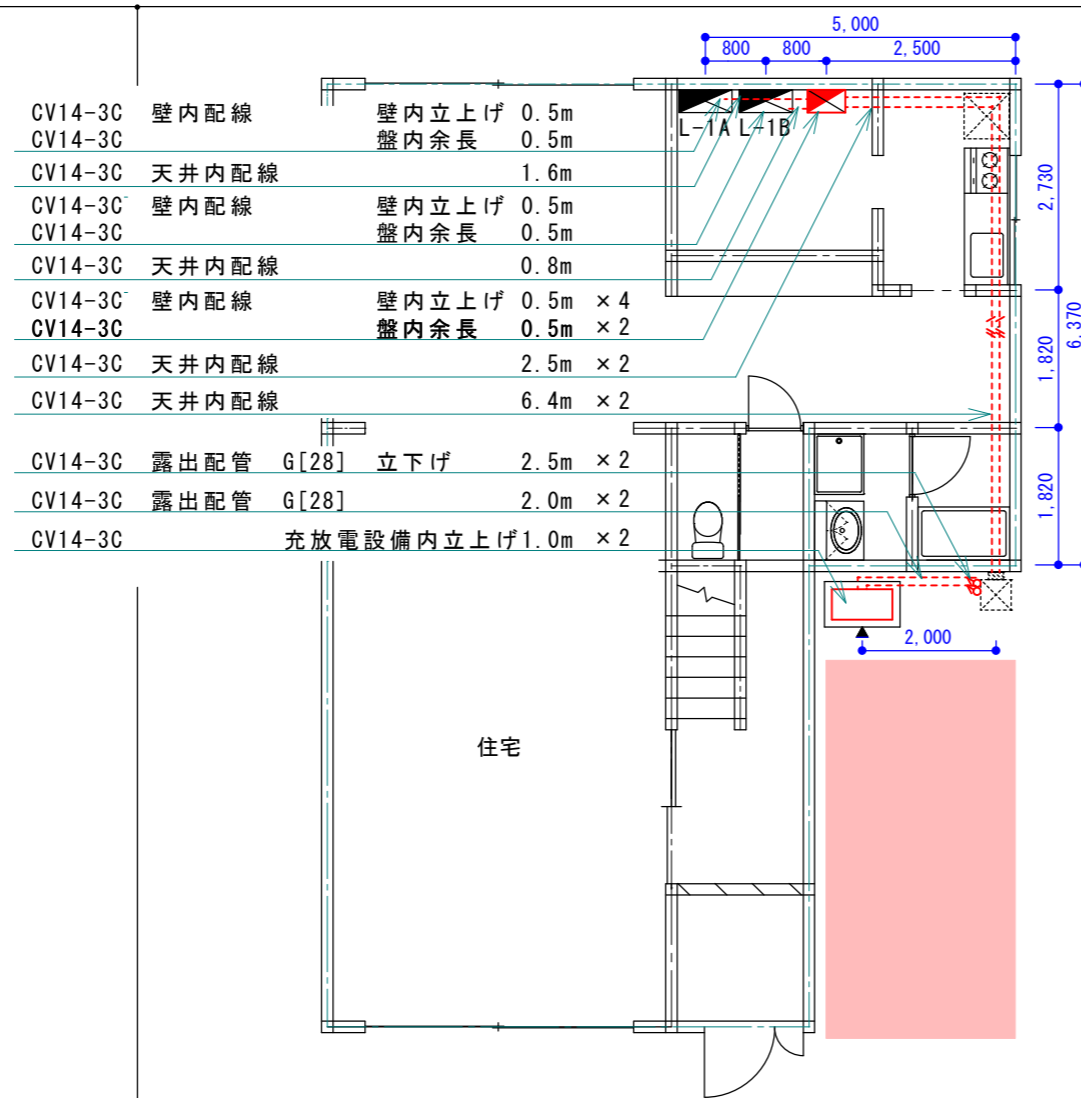 5,000
800 800 2,500
CV14-3C 壁内配線 壁内立上げ 0.5m
CV14-3C 盤内余長 0.5m
L-1A L-1B
CV14-3C 天井内配線 1.6m
CV14-3C 壁内配線 壁内立上げ 0.5m
CV14-3C 盤内余長 0.5m
2,730
CV14-3C 天井内配線 0.8m
CV14-3C 壁内配線 壁内立上げ 0.5m ×4
CV14-3C 盤内余長 0.5m ×2
6,370
1,820
CV14-3C 天井内配線 2.5m ×2
CV14-3C 天井内配線 6.4m ×2
CV14-3C 露出配管 G[28] 立下げ 2.5m ×2
CV14-3C 露出配管 G[28] 2.0m ×2
1,820
CV14-3C 充放電設備内立上げ1.0m ×2
2,000
住宅